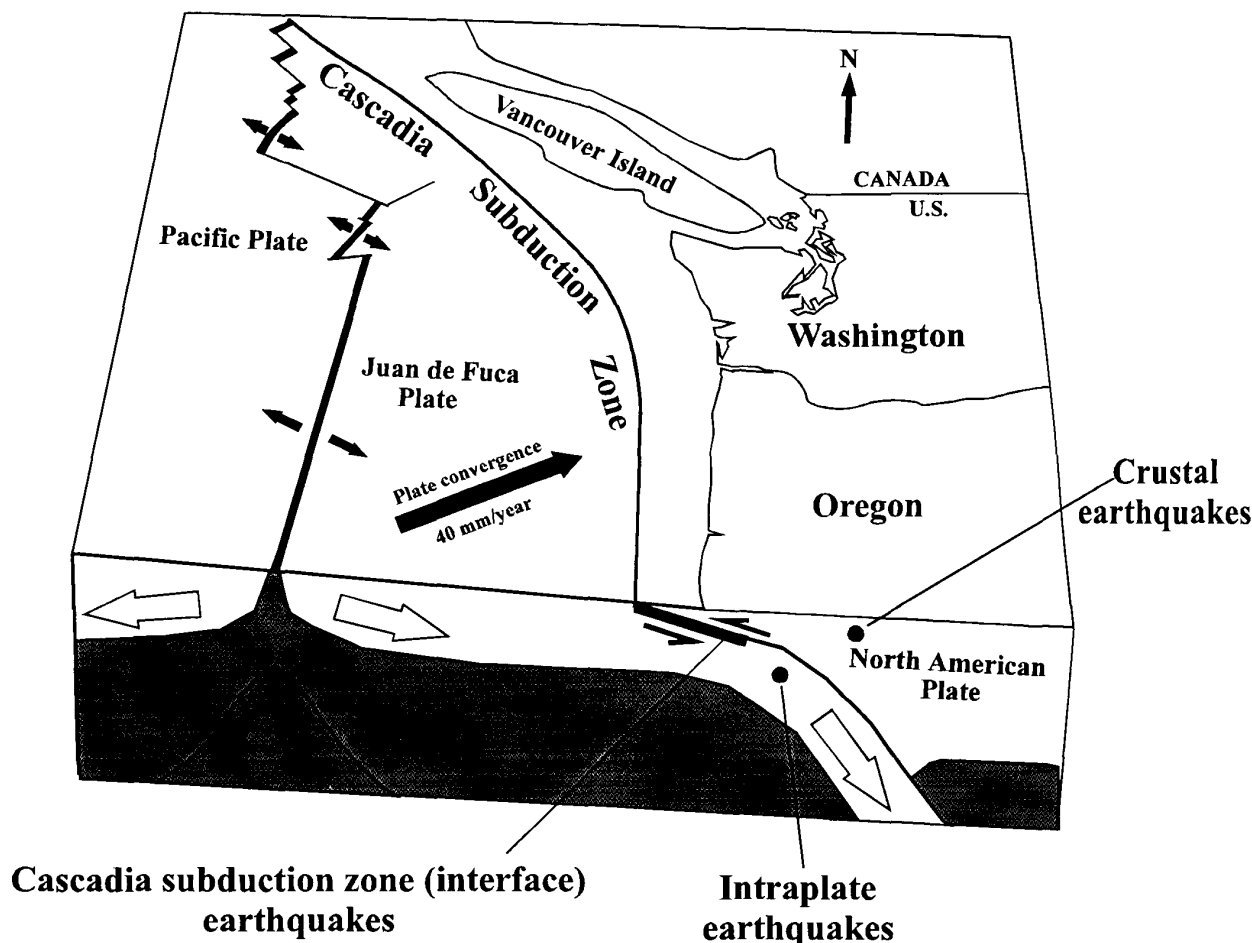 N
Cascadia
Subduction
Zone
Vancouver Island
CANADA
U.S.
Pacific Plate
Washington
Juan de Fuca
Plate
Plate convergence
40 mm/year
Oregon
Crustal
earthquakes
North American
Plate
Cascadia subduction zone (interface)
earthquakes
Intraplate
earthquakes